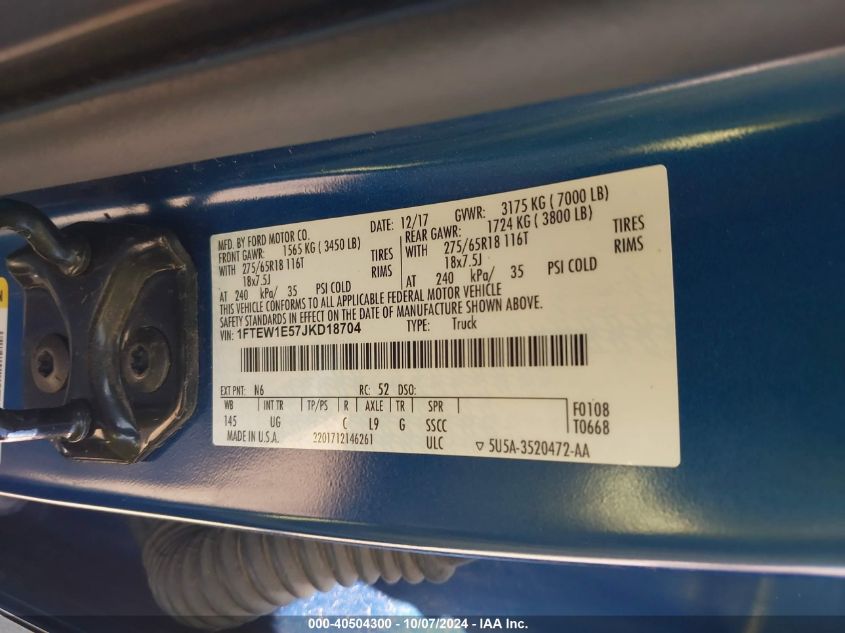 MFD. BY FORD MOTOR CO. DATE: 12/17 GVWR: 3175 KG ( 7000 LB)
FRONT GAWR: 1565 KG ( 3450 LB) REAR GAWR: 1724 KG ( 3800 LB)
WITH 275/65R18 116T TIRES WITH 275/65R18 116T TIRES
18x7.5J RIMS 18x7.5J RIMS
AT 240 kPa/ 35 PSI COLD AT 240 kPa/ 35 PSI COLD
THIS VEHICLE CONFORMS TO ALL APPLICABLE FEDERAL MOTOR VEHICLE
SAFETY STANDARDS IN EFFECT ON THE DATE OF MANUFACTURE SHOWN ABOVE.
VIN: 1FTEW1E57JKD18704 TYPE: Truck
EXT PNT: N6 RC: 52 DSO:
WB INT TR TP/PS R AXLE TR SPR F0108
145 UG C L9 G SSCC T0668
MADE IN U.S.A. 2201712146261 ULC ▽ 5U5A-3520472-AA
000-40504300 - 10/07/2024 - IAA Inc.